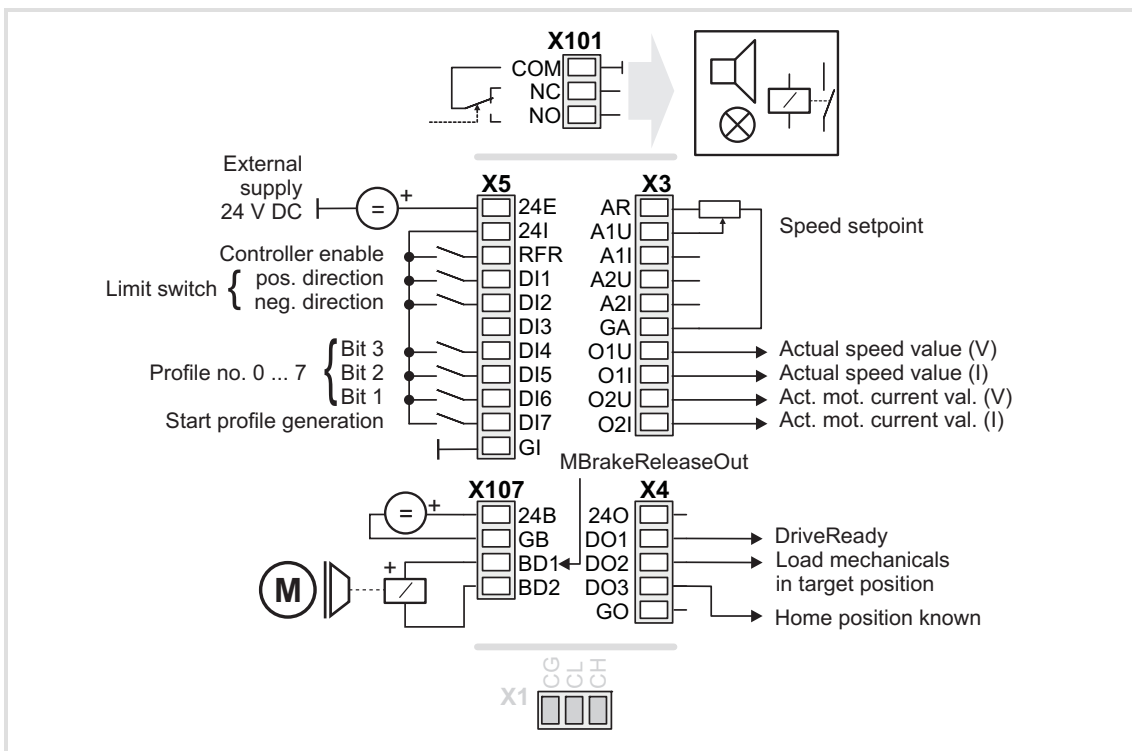 X101
COM
NC
NO
External
supply
24 V DC
+
=
X5
24E
24I
RFR
DI1
DI2
DI3
DI4
DI5
DI6
DI7
GI
Controller enable
Limit switch { pos. direction
neg. direction
Profile no. 0 ... 7 { Bit 3
Bit 2
Bit 1
Start profile generation
X3
AR
A1U
A1I
A2U
A2I
GA
O1U
O1I
O2U
O2I
Speed setpoint
Actual speed value (V)
Actual speed value (I)
Act. mot. current val. (V)
Act. mot. current val. (I)
MBrakeReleaseOut
X107
=
+
24B
GB
BD1
BD2
M
+
X4
24O
DO1
DO2
DO3
GO
DriveReady
Load mechanicals
in target position
Home position known
X1
CG
CL
CH